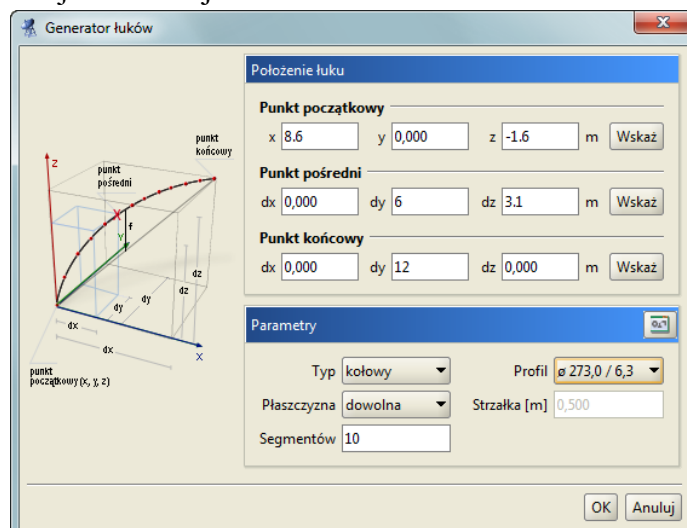 Generator łuków
Położenie łuku
Punkt początkowy
x 8.6 y 0,000 z -1.6 m Wskaż
Punkt pośredni
dx 0,000 dy 6 dz 3.1 m Wskaż
Punkt końcowy
dx 0,000 dy 12 dz 0,000 m Wskaż
z
punkt
pośredni
punkt
końcowy
X
f
Y
dz
dz
dy
dy
dx
dx
X
punkt
początkowy (x, y, z)
Parametry
Typ kołowy Profil ø 273,0 / 6,3
Płaszczyzna dowolna Strzałka [m] 0,500
Segmentów 10
OK Anuluj